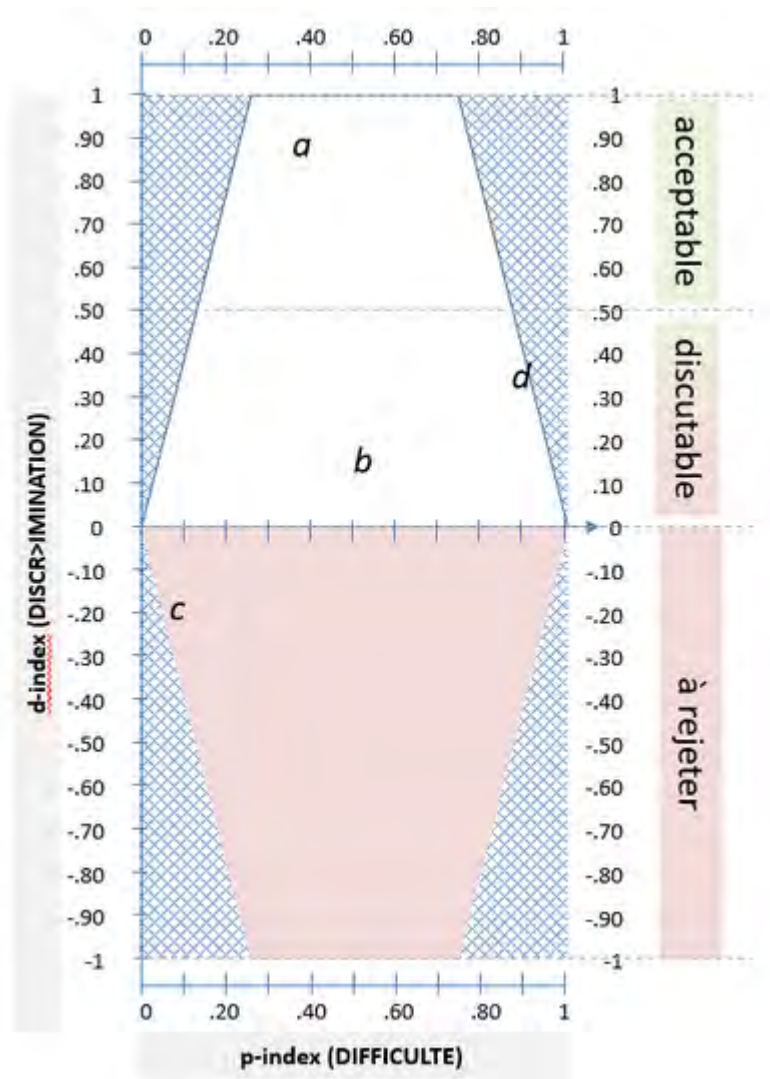 0 .20 .40 .60 .80 1
1 1
.90 .90
a
.80 .80
.70 .70
.60 .60
acceptable
.50 .50
.40 .40
d
.30 .30
.20 .20
b
.10 .10
discutable
0 0
-.10 -.10
c
-.20 -.20
-.30 -.30
-.40 -.40
-.50 -.50
-.60 -.60
-.70 -.70
-.80 -.80
-.90 -.90
-1 -1
à rejeter
d-index (DISCR>IMINATION)
0 .20 .40 .60 .80 1
p-index (DIFFICULTE)